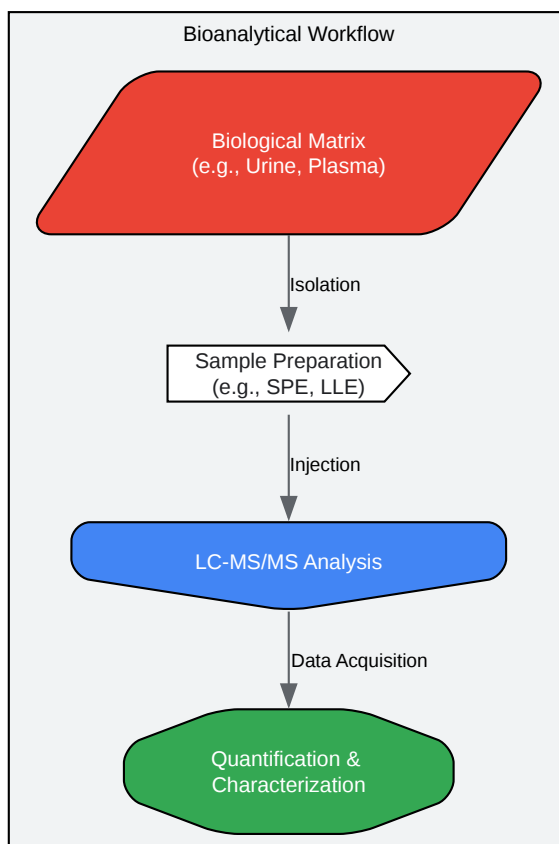 Bioanalytical Workflow
Biological Matrix
(e.g., Urine, Plasma)
Isolation
Sample Preparation
(e.g., SPE, LLE)
Injection
LC-MS/MS Analysis
Data Acquisition
Quantification &
Characterization